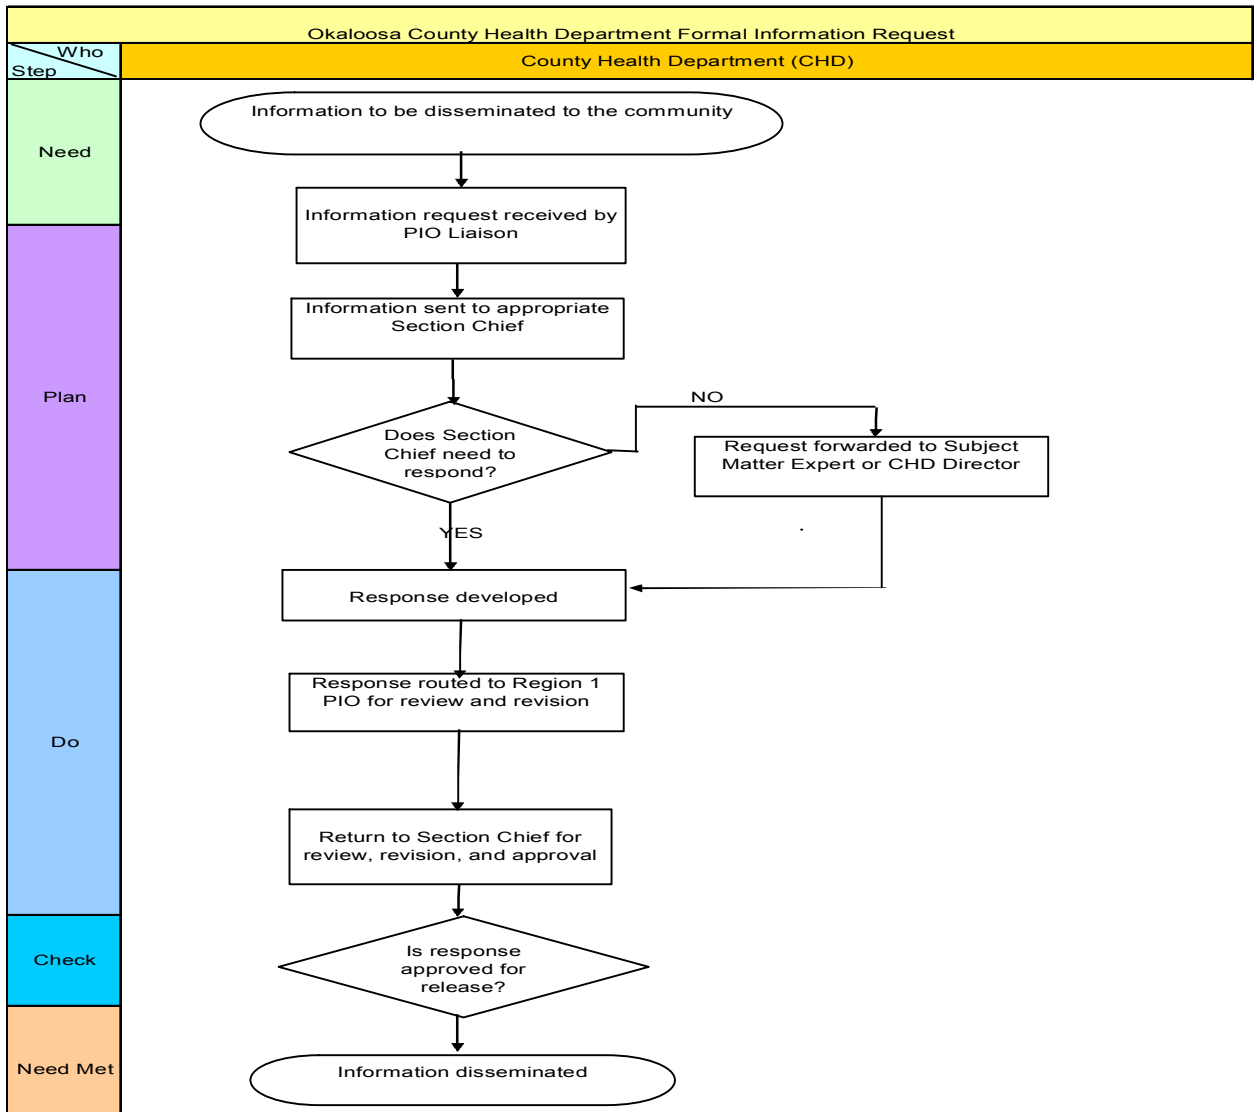 Okaloosa County Health Department Formal Information Request
Who
Step
County Health Department (CHD)
Need
Information to be disseminated to the community
Information request received by
PIO Liaison
Plan
Information sent to appropriate
Section Chief
Does Section
Chief need to
respond?
NO
Request forwarded to Subject
Matter Expert or CHD Director
YES
Do
Response developed
Response routed to Region 1
PIO for review and revision
Return to Section Chief for
review, revision, and approval
Check
Is response
approved for
release?
Need Met
Information disseminated